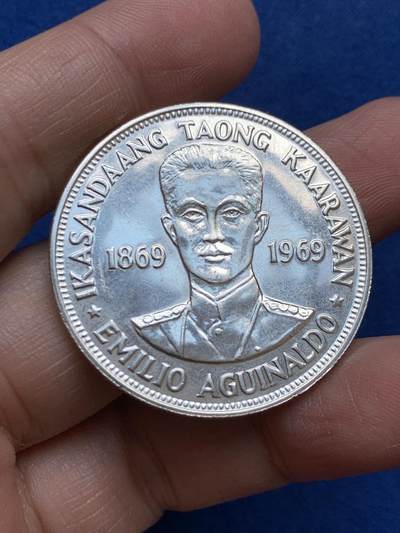 IKASANDAANG TAONG KAARAWAN
1869 1969
EMILIO AGUINALDO